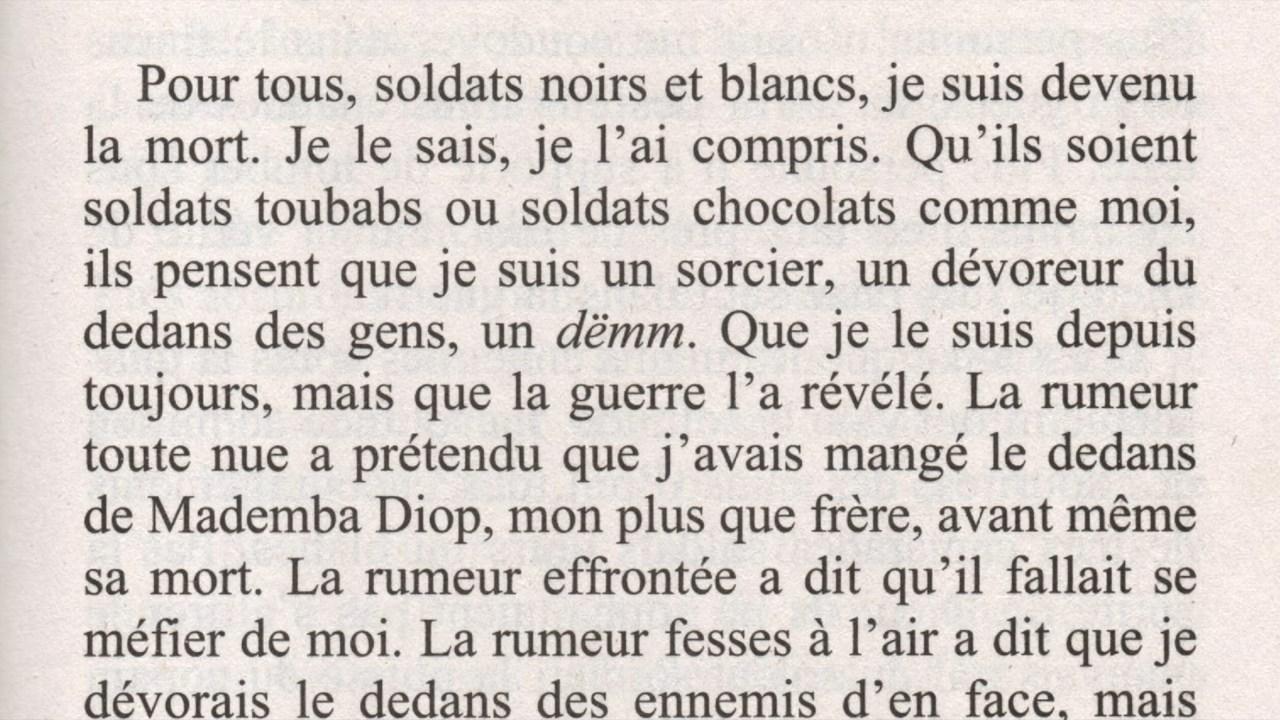 Pour tous, soldats noirs et blancs, je suis devenu
la mort. Je le sais, je l’ai compris. Qu’ils soient
soldats toubabs ou soldats chocolats comme moi,
ils pensent que je suis un sorcier, un dévoreur du
dedans des gens, un dëmm. Que je le suis depuis
toujours, mais que la guerre l’a révélé. La rumeur
toute nue a prétendu que j’avais mangé le dedans
de Mademba Diop, mon plus que frère, avant même
sa mort. La rumeur effrontée a dit qu’il fallait se
méfier de moi. La rumeur fesses à l’air a dit que je
dévorais le dedans des ennemis d’en face, mais